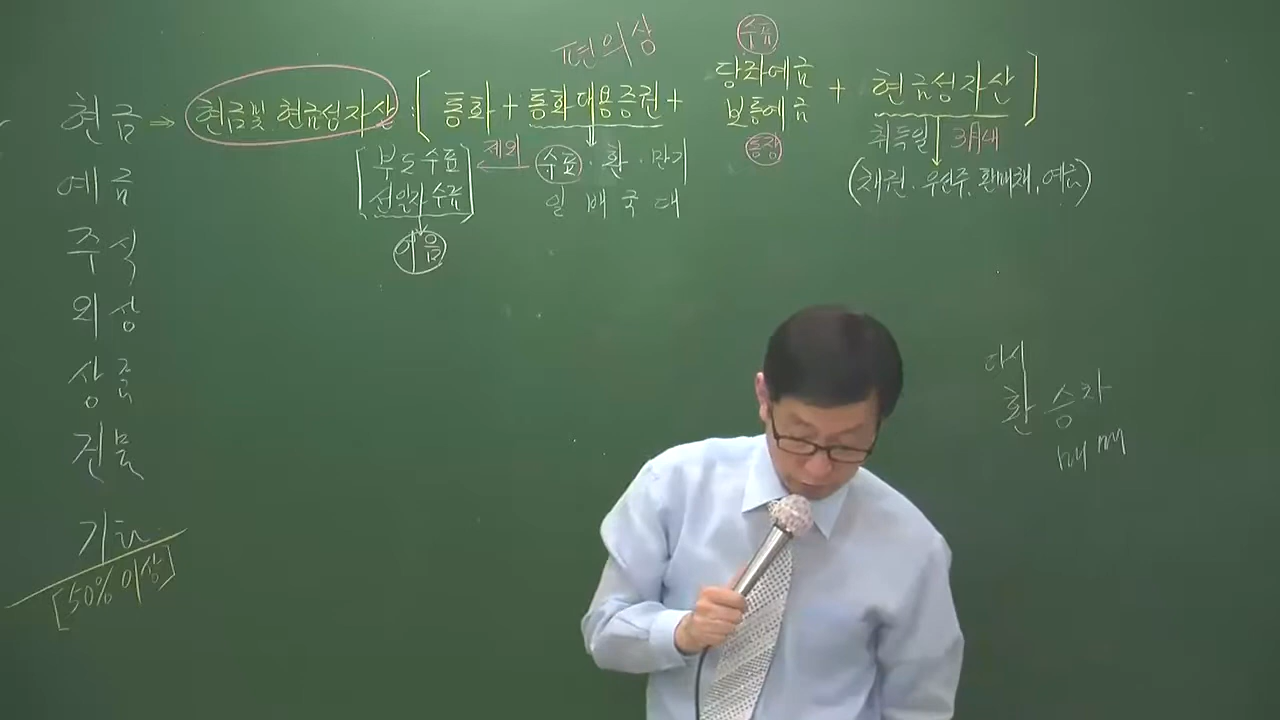 편의상
수표
당좌예금
현금 ⇒ 현금및 현금성자산 : [ 통화 + 통화대용증권 + 보통예금 + 현금성자산 ]
통장
취득일 3月내
[ 부도수표 제외 수표 · 환 · 만기
(채권, 우선주, 환매채, 예금)
예금
선일자수표 ] 일 배 국 대
어음
주식
외상
상품
건물
기타
[50% 이상]
다시
환 승차
매매